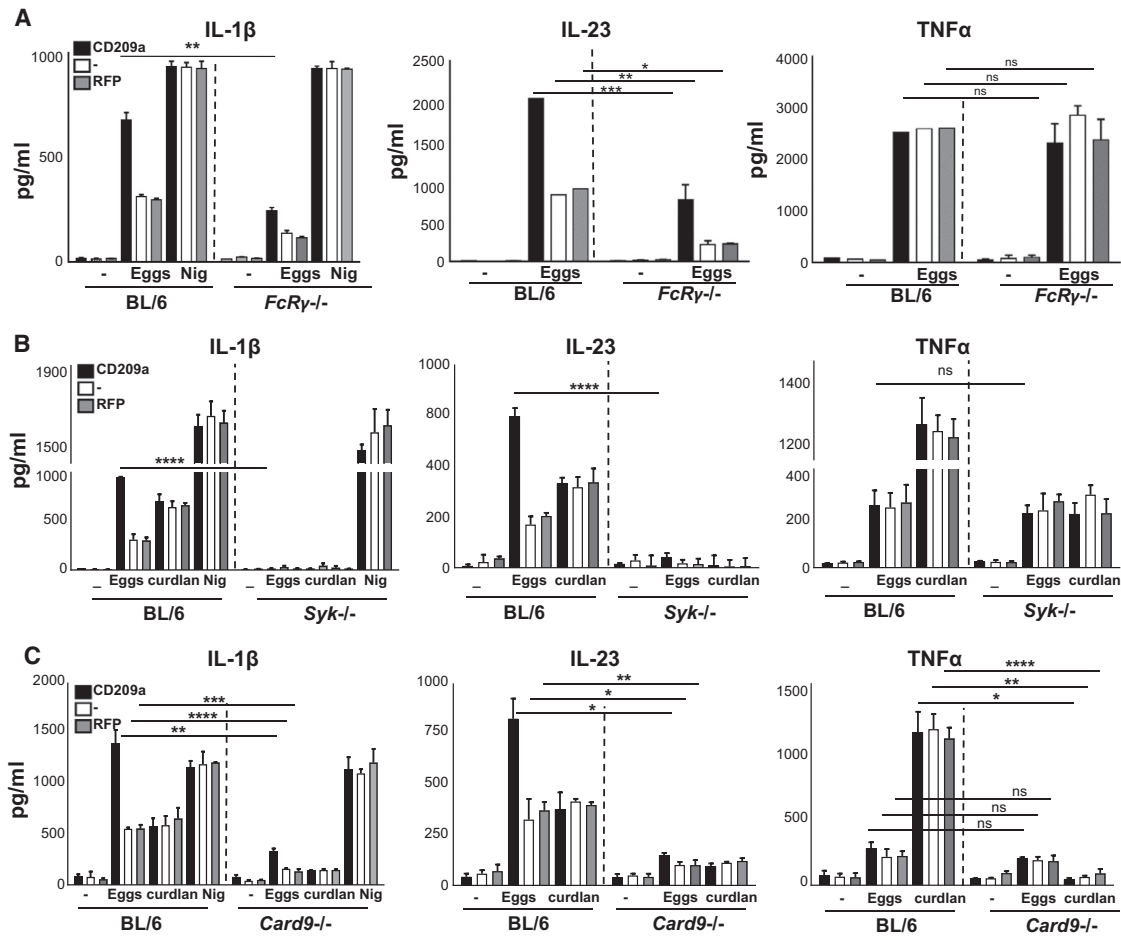 A
IL-1β
IL-23
TNFα
CD209a
-
RFP
**
1000
500
0
pg/ml
- Eggs Nig - Eggs Nig
BL/6 FcRγ-/-
2500
2000
1500
1000
500
0
pg/ml
*
**
***
- Eggs - Eggs
BL/6 FcRγ-/-
4000
3000
2000
1000
0
pg/ml
ns
ns
ns
- Eggs - Eggs
BL/6 FcRγ-/-
B
IL-1β
IL-23
TNFα
CD209a
-
RFP
1900
1500
1000
500
0
pg/ml
****
_ Eggs curdlan Nig _ Eggs curdlan Nig
BL/6 Syk-/-
1000
800
400
200
0
****
_ Eggs curdlan _ Eggs curdlan
BL/6 Syk-/-
1400
1200
400
200
0
ns
_ Eggs curdlan _ Eggs curdlan
BL/6 Syk-/-
C
IL-1β
IL-23
TNFα
CD209a
-
RFP
2000
1500
1000
500
0
pg/ml
***
****
**
- Eggs curdlan Nig - Eggs curdlan Nig
BL/6 Card9-/-
1000
750
500
250
0
**
*
*
- Eggs curdlan - Eggs curdlan
BL/6 Card9-/-
1500
1000
500
0
****
**
*
ns
ns
ns
- Eggs curdlan - Eggs curdlan
BL/6 Card9-/-